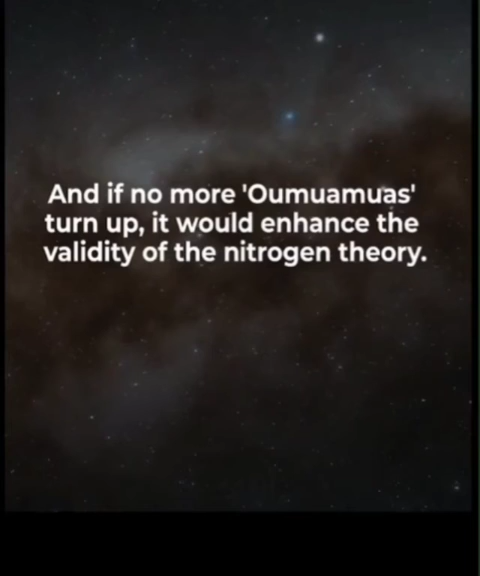 And if no more 'Oumuamuas'
turn up, it would enhance the
validity of the nitrogen theory.